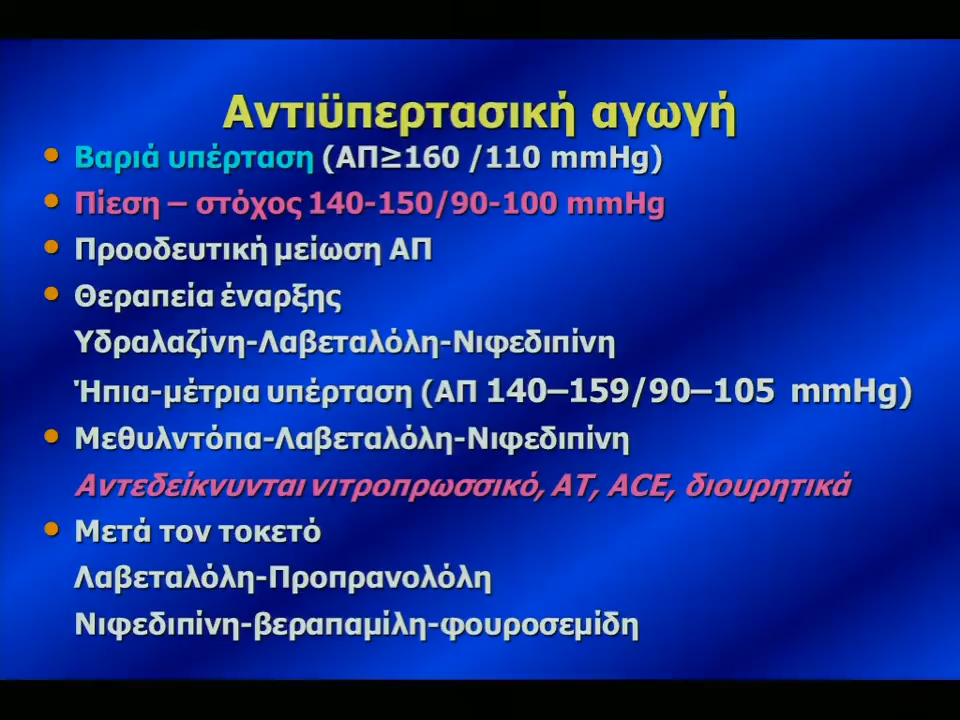 Αντιϋπερτασική αγωγή
• Βαριά υπέρταση (ΑΠ≥160 /110 mmHg)
• Πίεση – στόχος 140-150/90-100 mmHg
• Προοδευτική μείωση ΑΠ
• Θεραπεία έναρξης
Υδραλαζίνη-Λαβεταλόλη-Νιφεδιπίνη
Ήπια-μέτρια υπέρταση (ΑΠ 140–159/90–105 mmHg)
• Μεθυλντόπα-Λαβεταλόλη-Νιφεδιπίνη
Αντεδείκνυνται νιτροπρωσσικό, ΑΤ, ACE, διουρητικά
• Μετά τον τοκετό
Λαβεταλόλη-Προπρανολόλη
Νιφεδιπίνη-βεραπαμίλη-φουροσεμίδη